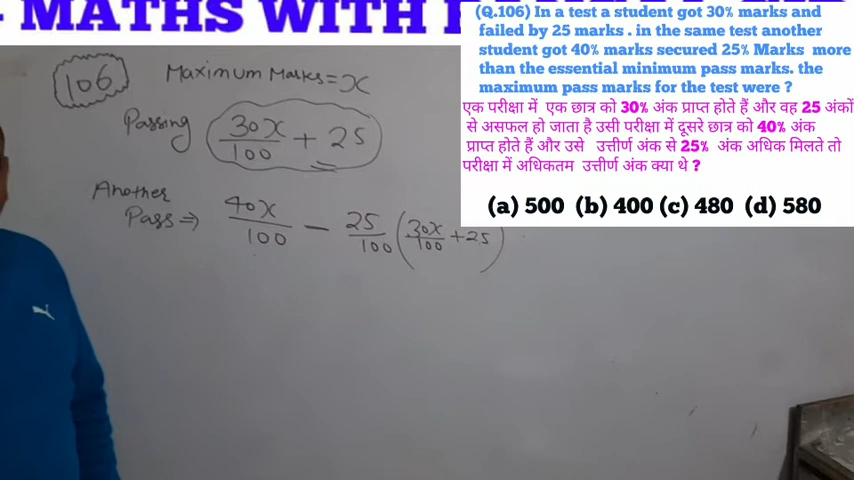 - MATHS WITH
(Q.106) In a test a student got 30% marks and
failed by 25 marks . in the same test another
student got 40% marks secured 25% Marks more
than the essential minimum pass marks. the
maximum pass marks for the test were ?
एक परीक्षा में एक छात्र को 30% अंक प्राप्त होते हैं और वह 25 अंकों
से असफल हो जाता है उसी परीक्षा में दूसरे छात्र को 40% अंक
प्राप्त होते हैं और उसे उत्तीर्ण अंक से 25% अंक अधिक मिलते तो
परीक्षा में अधिकतम उत्तीर्ण अंक क्या थे ?
(a) 500 (b) 400 (c) 480 (d) 580
106 Maximum Marks = x
Passing 30x/100 + 25
Another
Pass ⇒ 40x/100 - 25/100 (30x/100 + 25)